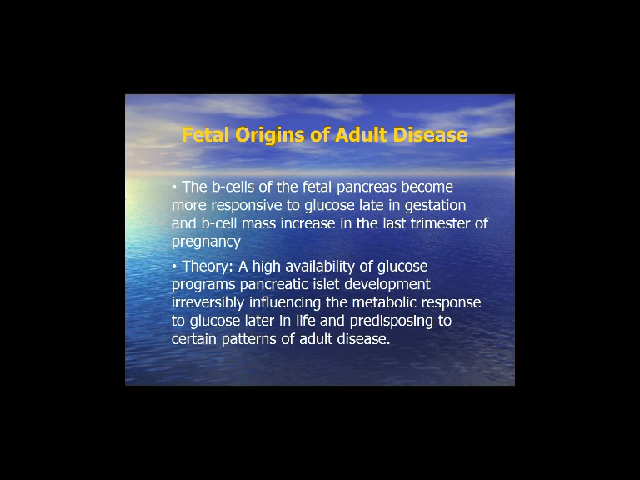 Fetal Origins of Adult Disease
• The b-cells of the fetal pancreas become
more responsive to glucose late in gestation
and b-cell mass increase in the last trimester of
pregnancy
• Theory: A high availability of glucose
programs pancreatic islet development
irreversibly influencing the metabolic response
to glucose later in life and predisposing to
certain patterns of adult disease.